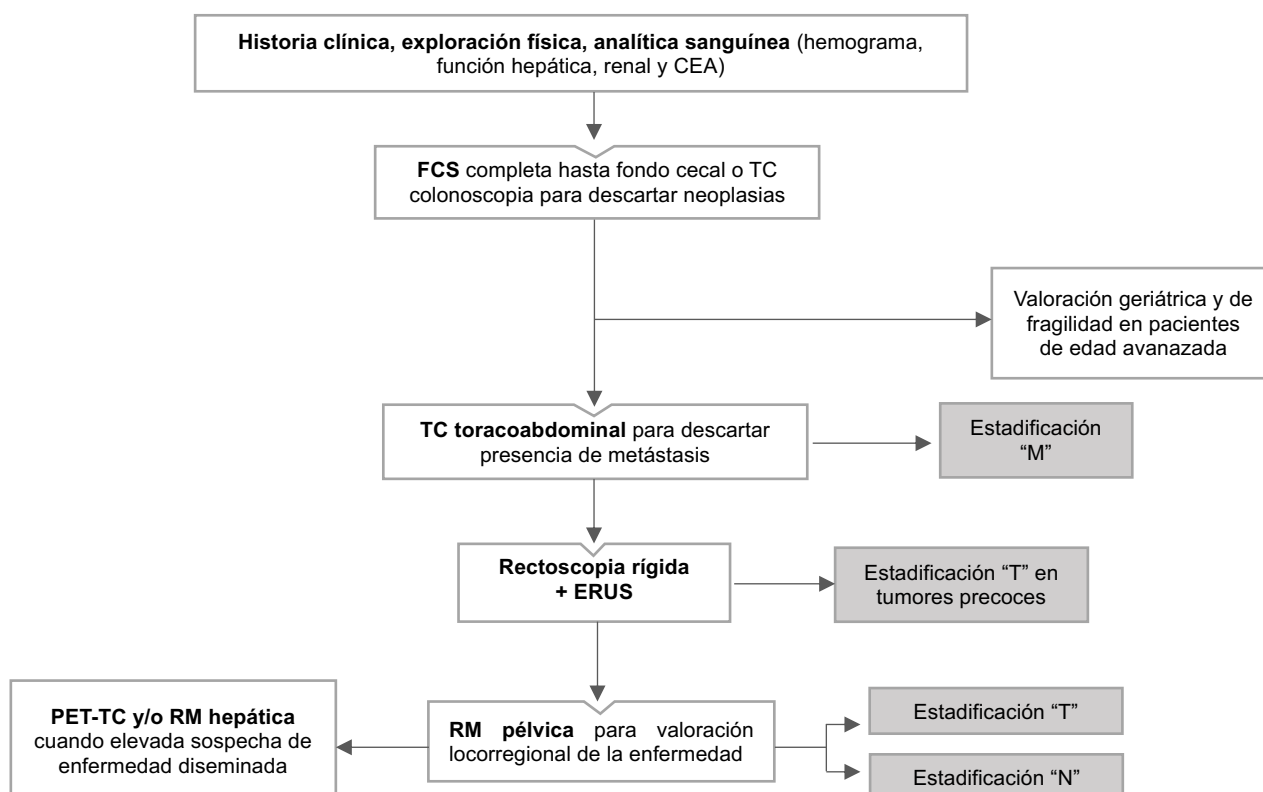 Historia clínica, exploración física, analítica sanguínea (hemograma,
función hepática, renal y CEA)
FCS completa hasta fondo cecal o TC
colonoscopia para descartar neoplasias
Valoración geriátrica y de
fragilidad en pacientes
de edad avanazada
TC toracoabdominal para descartar
presencia de metástasis
Estadificación
“M”
Rectoscopia rígida
+ ERUS
Estadificación “T” en
tumores precoces
PET-TC y/o RM hepática
cuando elevada sospecha de
enfermedad diseminada
RM pélvica para valoración
locorregional de la enfermedad
Estadificación “T”
Estadificación “N”